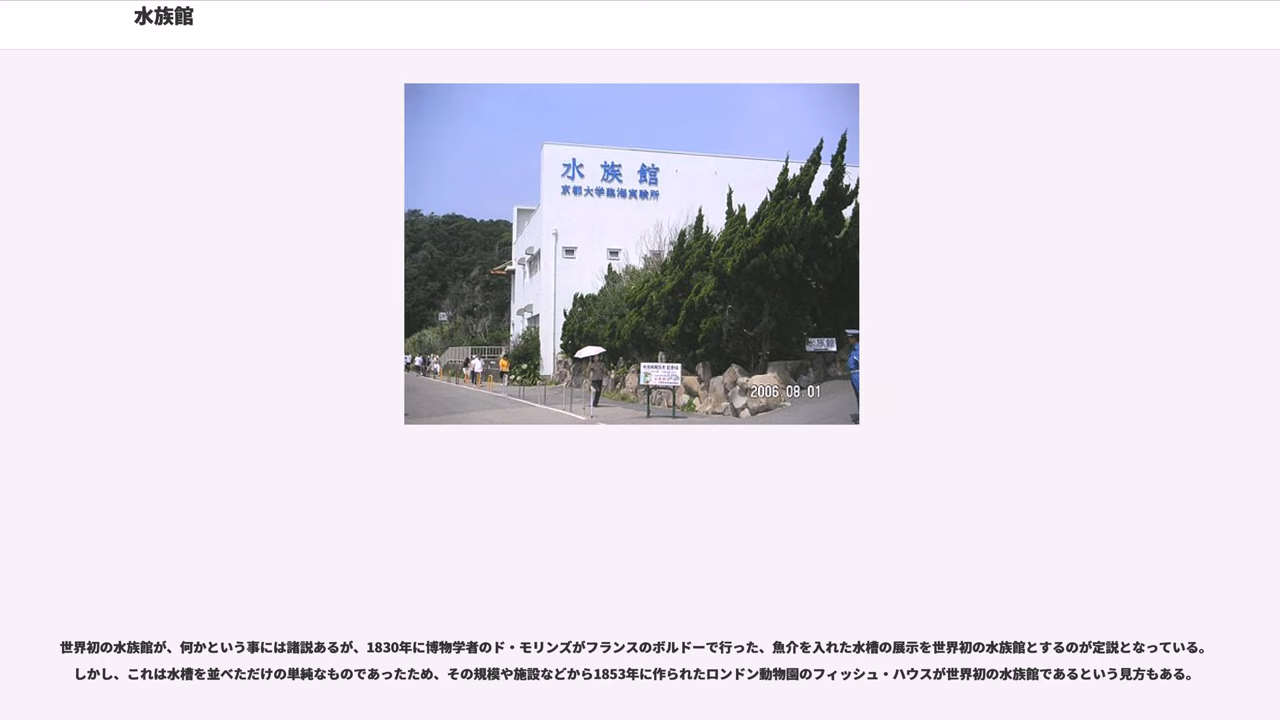 水族館
水族館
京都大学臨海実験所
水族館
2006.08.01
世界初の水族館が、何かという事には諸説あるが、1830年に博物学者のド・モリンズがフランスのボルドーで行った、魚介を入れた水槽の展示を世界初の水族館とするのが定説となっている。
しかし、これは水槽を並べただけの単純なものであったため、その規模や施設などから1853年に作られたロンドン動物園のフィッシュ・ハウスが世界初の水族館であるという見方もある。